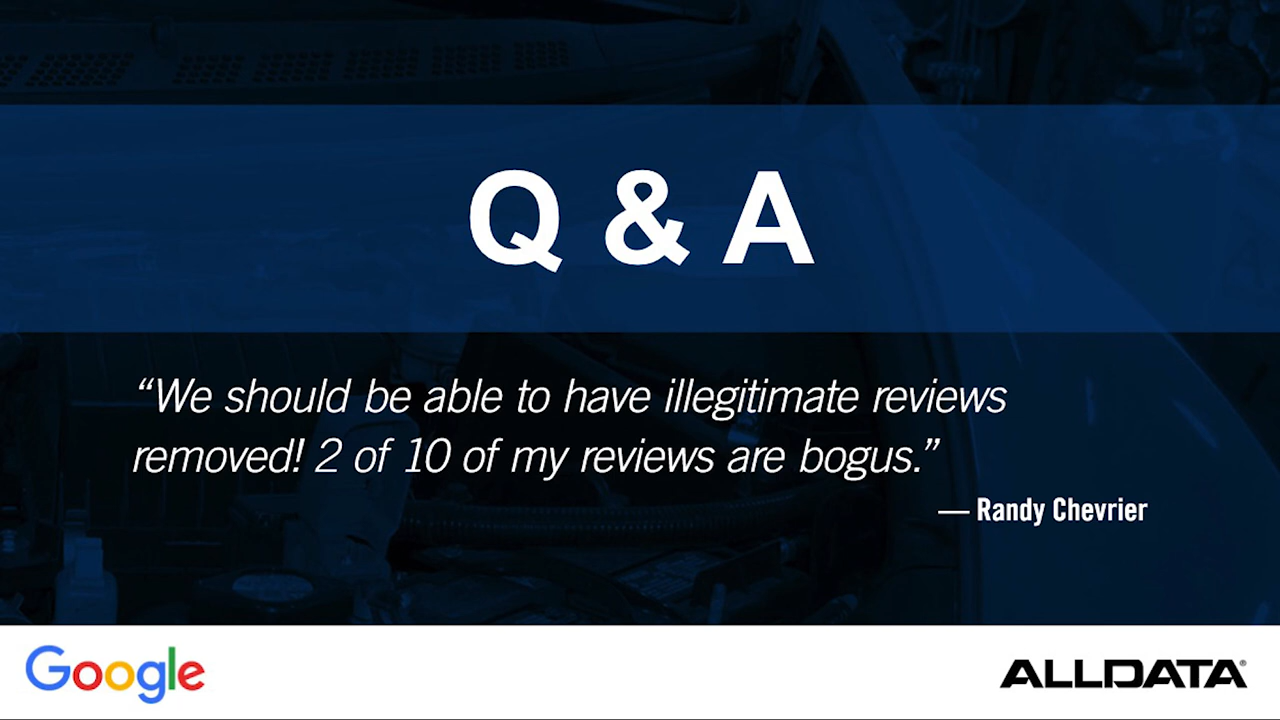 Q & A
“We should be able to have illegitimate reviews
removed! 2 of 10 of my reviews are bogus.”
— Randy Chevrier
Google
ALLDATA®